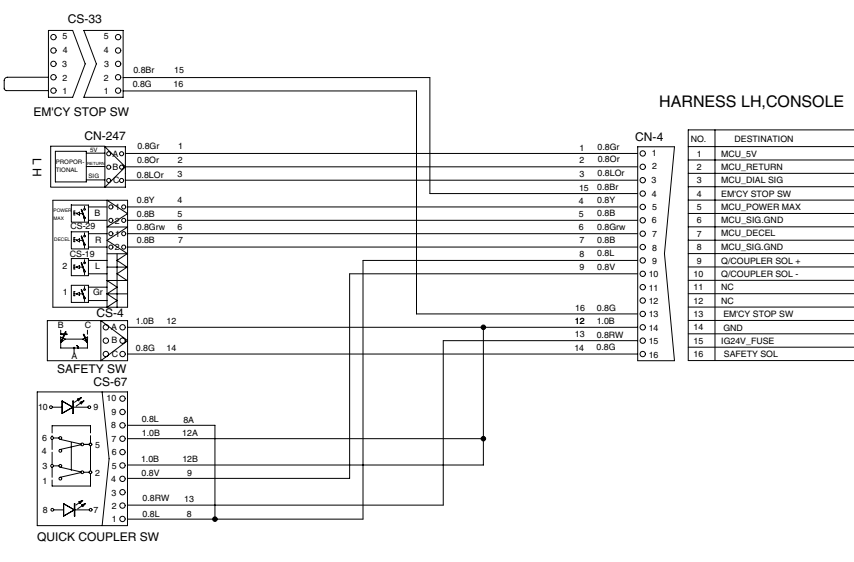 CS-33
5 5
4 4
3 3
2 2 0.8Br 15
1 1 0.8G 16
EM'CY STOP SW
HARNESS LH,CONSOLE
CN-247
LH
PROPOR-
TIONAL
5V A 0.8Gr 1
RETURN B 0.8Or 2
SIG C 0.8LOr 3
POWER
MAX
B 1 0.8Y 4
2 0.8B 5
CS-29
DECEL R 1 0.8Grw 6
2 0.8B 7
CS-19
2 L
1 Gr
CS-4
B C A 1.0B 12
B
A C 0.8G 14
SAFETY SW
CS-67
10 9 10
9
8 0.8L 8A
6 5 7 1.0B 12A
4 6
3 2 5 1.0B 12B
1 4 0.8V 9
3
8 7 2 0.8RW 13
1 0.8L 8
QUICK COUPLER SW
CN-4
1 0.8Gr 1
2 0.8Or 2
3 0.8LOr 3
15 0.8Br 4
4 0.8Y 5
5 0.8B 6
6 0.8Grw 7
7 0.8B 8
8 0.8L 9
9 0.8V 10
11
12
16 0.8G 13
12 1.0B 14
13 0.8RW 15
14 0.8G 16
NO. DESTINATION
1 MCU_5V
2 MCU_RETURN
3 MCU_DIAL SIG
4 EM'CY STOP SW
5 MCU_POWER MAX
6 MCU_SIG.GND
7 MCU_DECEL
8 MCU_SIG.GND
9 Q/COUPLER SOL +
10 Q/COUPLER SOL -
11 NC
12 NC
13 EM'CY STOP SW
14 GND
15 IG24V_FUSE
16 SAFETY SOL